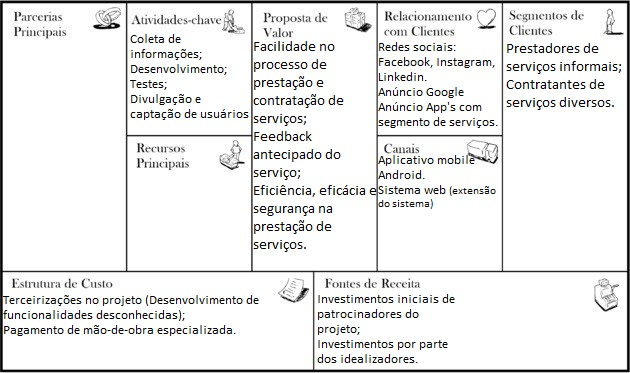 Parcerias
Principais
Atividades-chave
Coleta de
informações;
Desenvolvimento;
Testes;
Divulgação e
captação de usuários
Recursos
Principais
Proposta de
Valor
Facilidade no
processo de
prestação e
contratação de
serviços;
Feedback
antecipado do
serviço;
Eficiência, eficácia e
segurança na
prestação de
serviços.
Relacionamento
com Clientes
Redes sociais:
Facebook, Instagram,
Linkedin.
Anúncio Google
Anúncio App's com
segmento de serviços.
Canais
Aplicativo mobile
Android.
Sistema web (extensão
do sistema)
Segmentos de
Clientes
Prestadores de
serviços informais;
Contratantes de
serviços diversos.
Estrutura de Custo
Terceirizações no projeto (Desenvolvimento de
funcionalidades desconhecidas);
Pagamento de mão-de-obra especializada.
Fontes de Receita
Investimentos iniciais de
patrocinadores do
projeto;
Investimentos por parte
dos idealizadores.